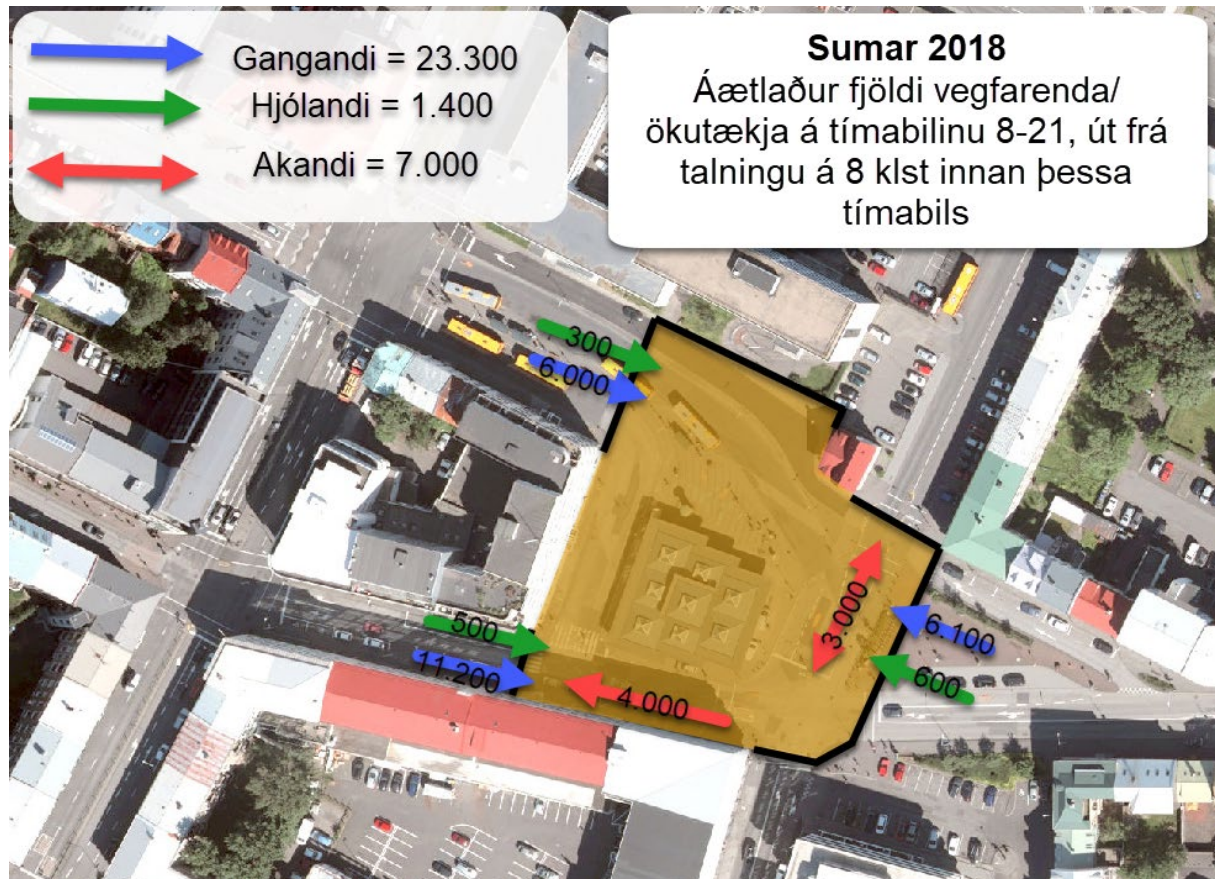 Gangandi = 23.300
Hjólandi = 1.400
Akandi = 7.000
Sumar 2018
Áætlaður fjöldi vegfarenda/
ökutækja á tímabilinu 8-21, út frá
talningu á 8 klst innan þessa
tímabils
300
6.000
3.000
6.100
600
500
11.200
4.000